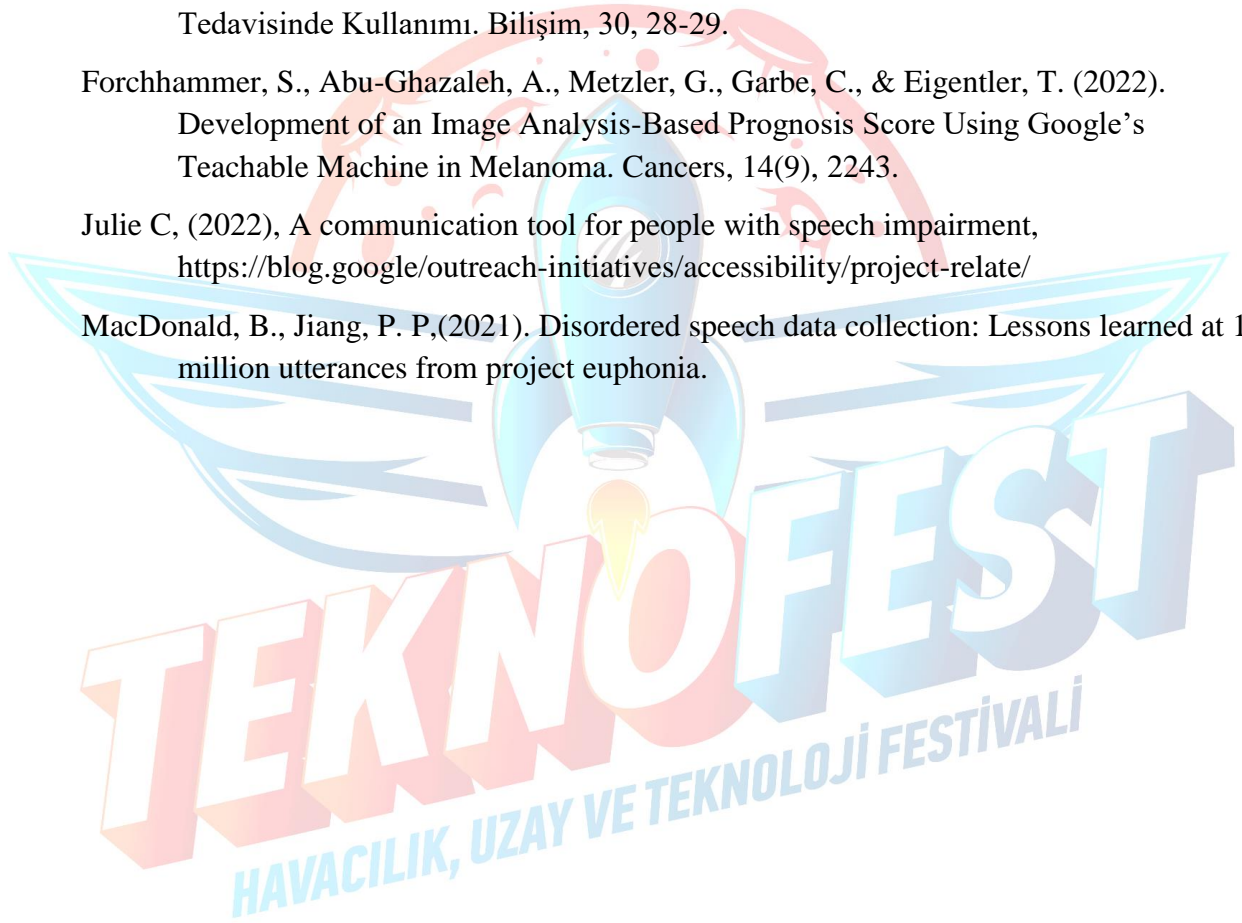 Tedavisinde Kullanımı. Bilişim, 30, 28-29.
Forchhammer, S., Abu-Ghazaleh, A., Metzler, G., Garbe, C., & Eigentler, T. (2022).
Development of an Image Analysis-Based Prognosis Score Using Google’s
Teachable Machine in Melanoma. Cancers, 14(9), 2243.
Julie C, (2022), A communication tool for people with speech impairment,
https://blog.google/outreach-initiatives/accessibility/project-relate/
MacDonald, B., Jiang, P. P,(2021). Disordered speech data collection: Lessons learned at 1
million utterances from project euphonia.
TEKNOFEST
HAVACILIK, UZAY VE TEKNOLOJİ FESTİVALİ